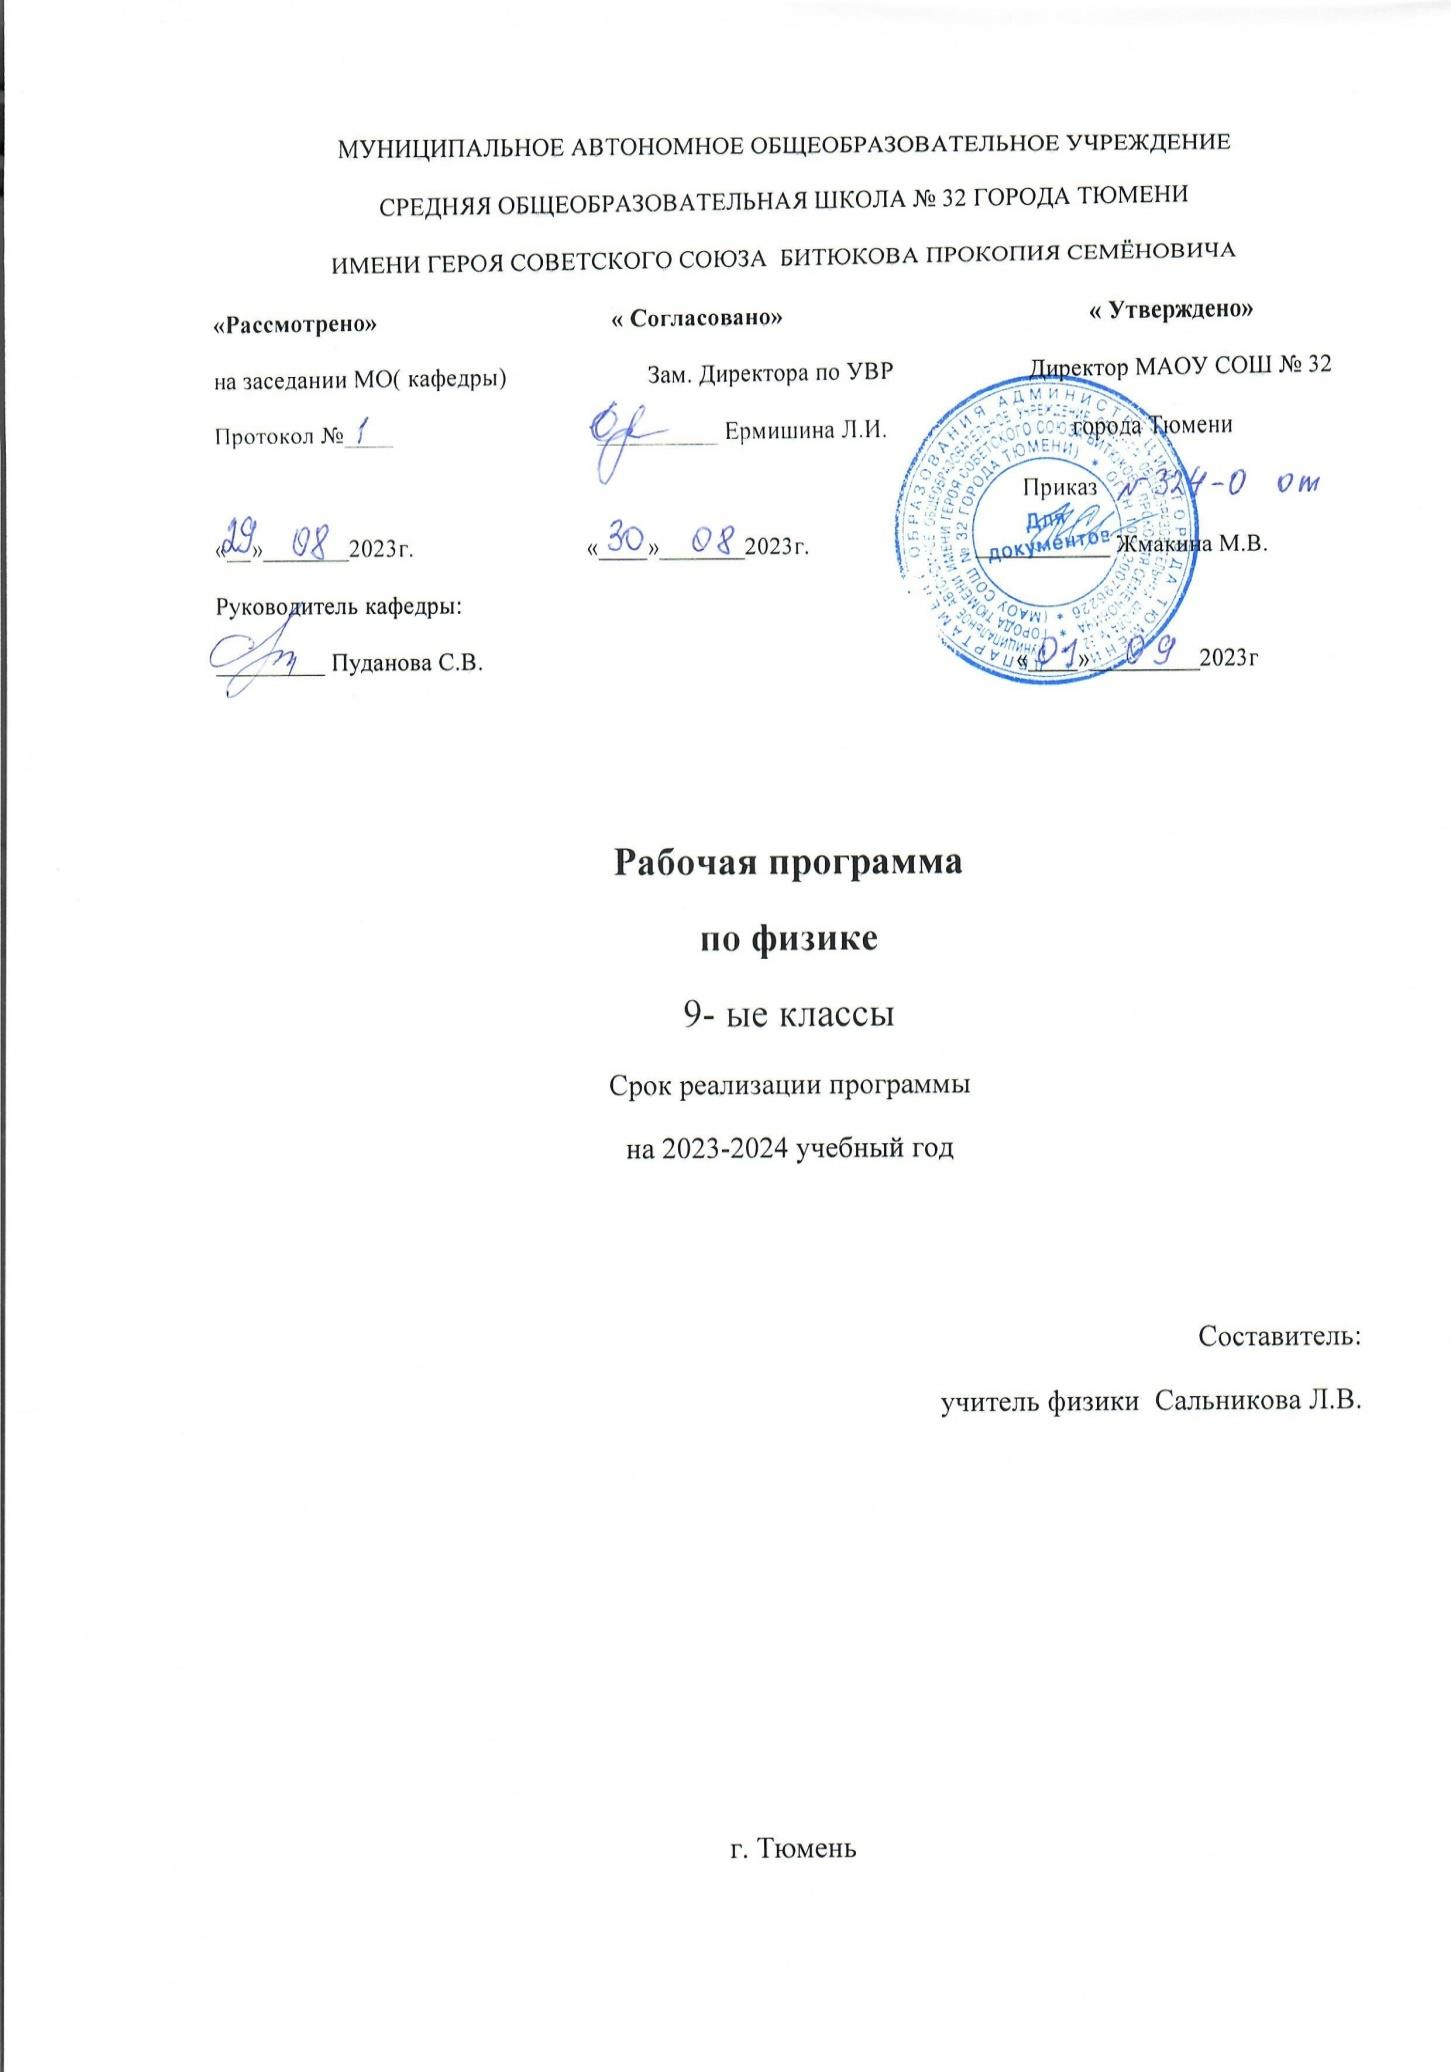 МУНИЦИПАЛЬНОЕ АВТОНОМНОЕ ОБЩЕОБРАЗОВАТЕЛЬНОЕ УЧРЕЖДЕНИЕ
СРЕДНЯЯ ОБЩЕОБРАЗОВАТЕЛЬНАЯ ШКОЛА № 32 ГОРОДА ТЮМЕНИ
ИМЕНИ ГЕРОЯ СОВЕТСКОГО СОЮЗА БИТЮКОВА ПРОКОПИЯ СЕМЁНОВИЧА
«Рассмотрено» « Согласовано» « Утверждено»
на заседании МО( кафедры) Зам. Директора по УВР Директор МАОУ СОШ № 32
Протокол № 1 Ермишина Л.И. города Тюмени
Приказ № 324-О от
«29» 08 2023г. «30» 08 2023г. Жмакина М.В.
Для
документов
Руководитель кафедры:
Пуданова С.В. «01» 09 2023г
Рабочая программа
по физике
9- ые классы
Срок реализации программы
на 2023-2024 учебный год
Составитель:
учитель физики Сальникова Л.В.
г. Тюмень